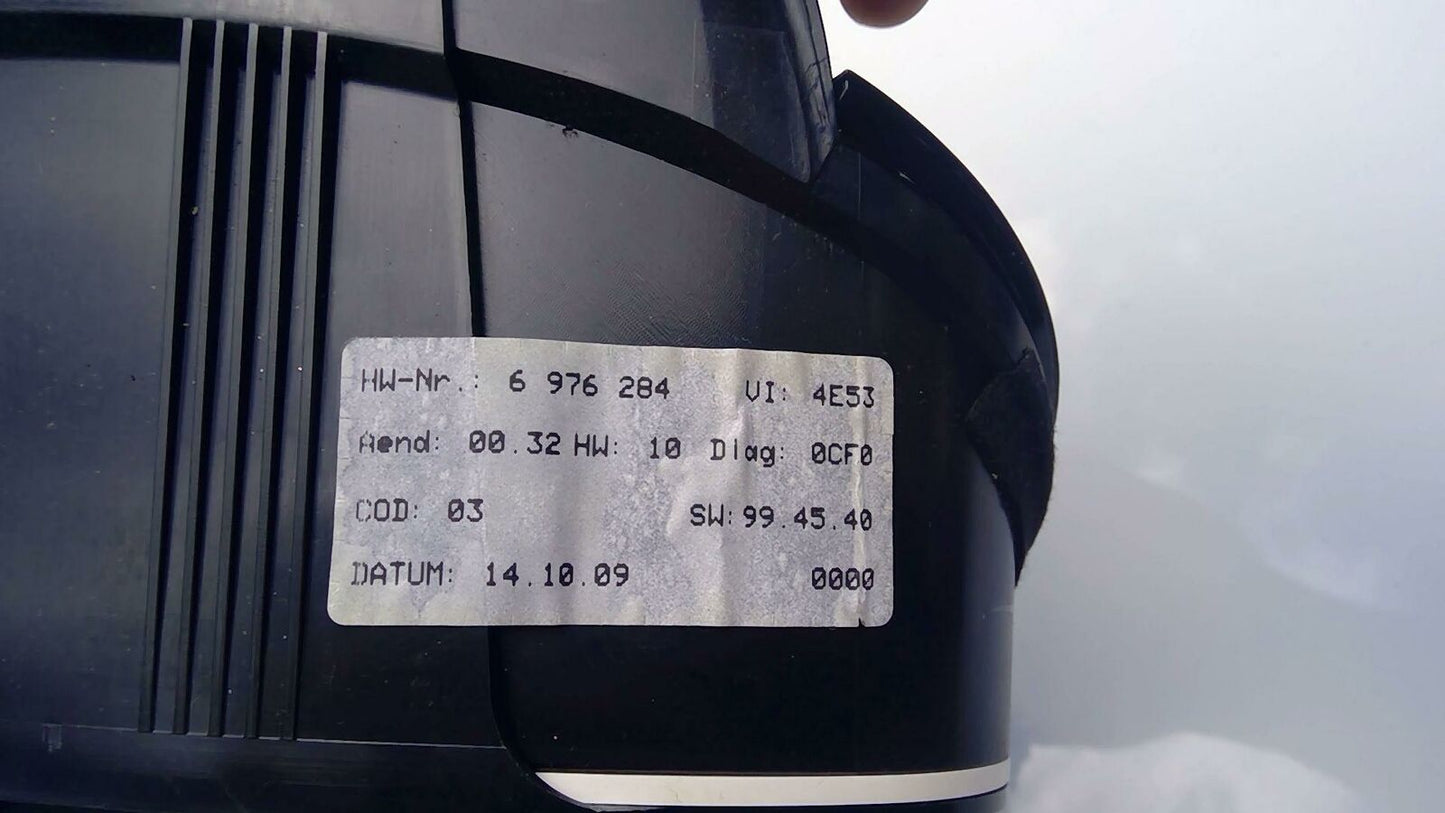 HW-Nr.: 6 976 284 VI: 4E53
Aend: 00.32 HW: 10 Diag: 0CF0
COD: 03 SW: 99.45.40
DATUM: 14.10.09 0000